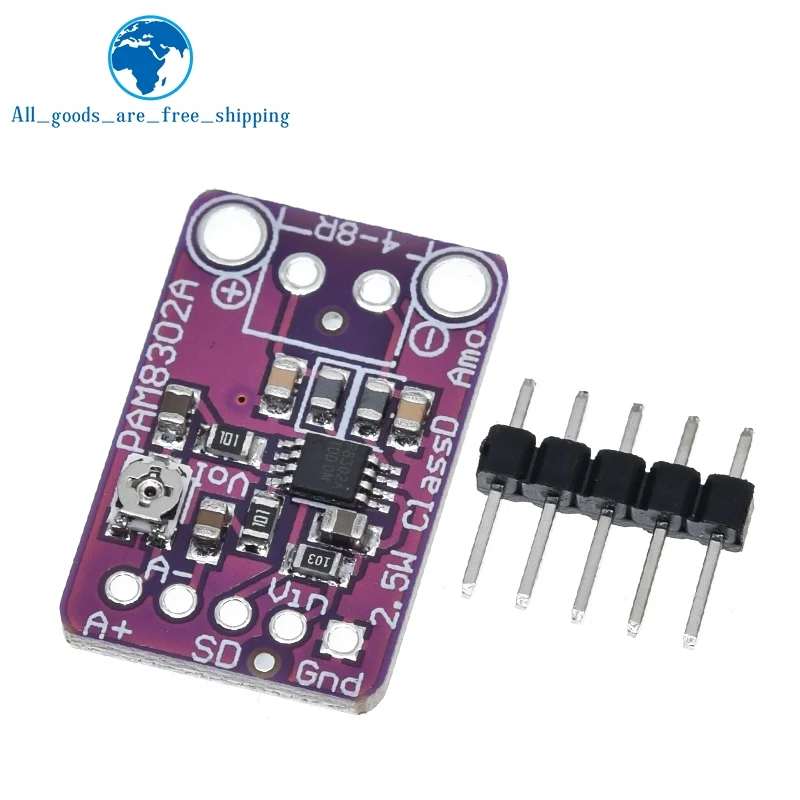 All_goods_are_free_shipping
4-8R
+
-
PAM8302A
Amo
2.5W ClassD
101
Vol
101
103
A-
Vin
A+
SD
Gnd